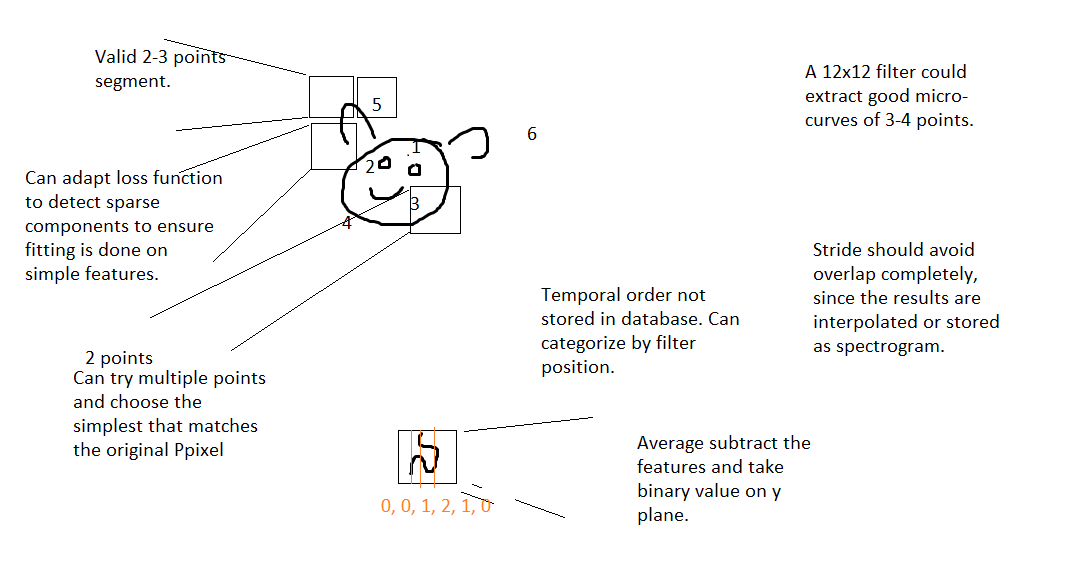 Valid 2-3 points
segment.
5
A 12x12 filter could
extract good micro-
curves of 3-4 points.
6
1
2
Can adapt loss function
to detect sparse
components to ensure
fitting is done on
simple features.
3
4
Stride should avoid
overlap completely,
since the results are
interpolated or stored
as spectrogram.
Temporal order not
stored in database. Can
categorize by filter
position.
2 points
Can try multiple points
and choose the
simplest that matches
the original Ppixel
Average subtract the
features and take
binary value on y
plane.
0, 0, 1, 2, 1, 0